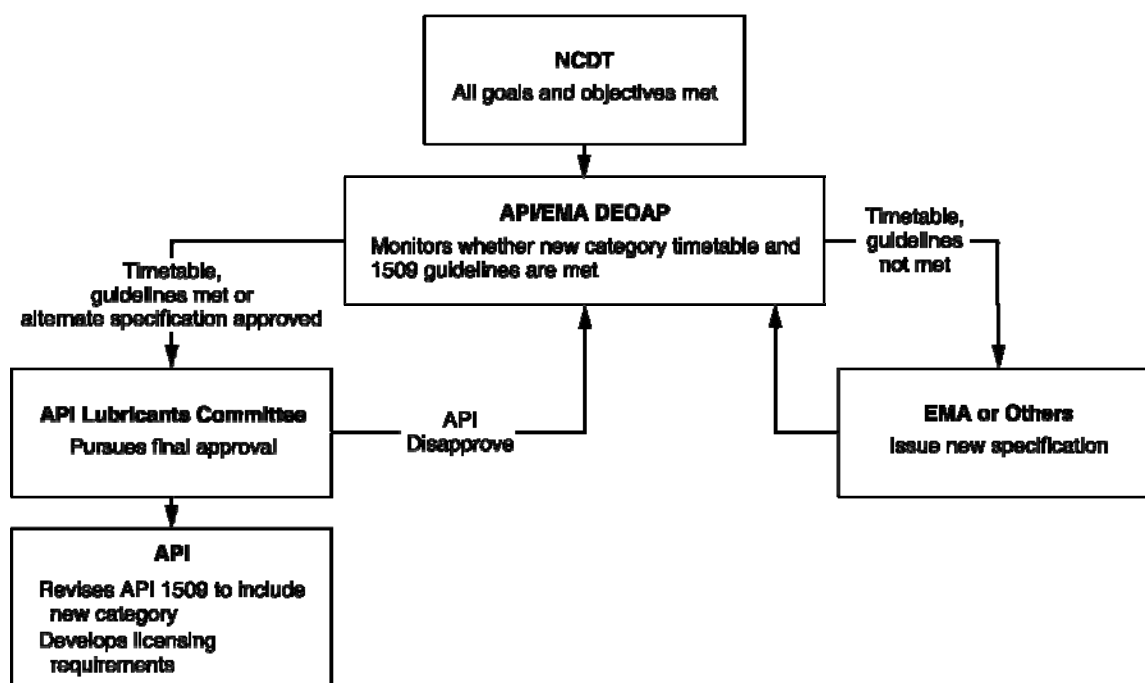 NCDT
All goals and objectives met
API/EMA DEOAP
Monitors whether new category timetable and
1509 guidelines are met
Timetable,
guidelines
not met
Timetable,
guidelines met or
alternate specification approved
API Lubricants Committee
Pursues final approval
API
Disapprove
EMA or Others
Issue new specification
API
Revises API 1509 to include
new category
Develops licensing
requirements